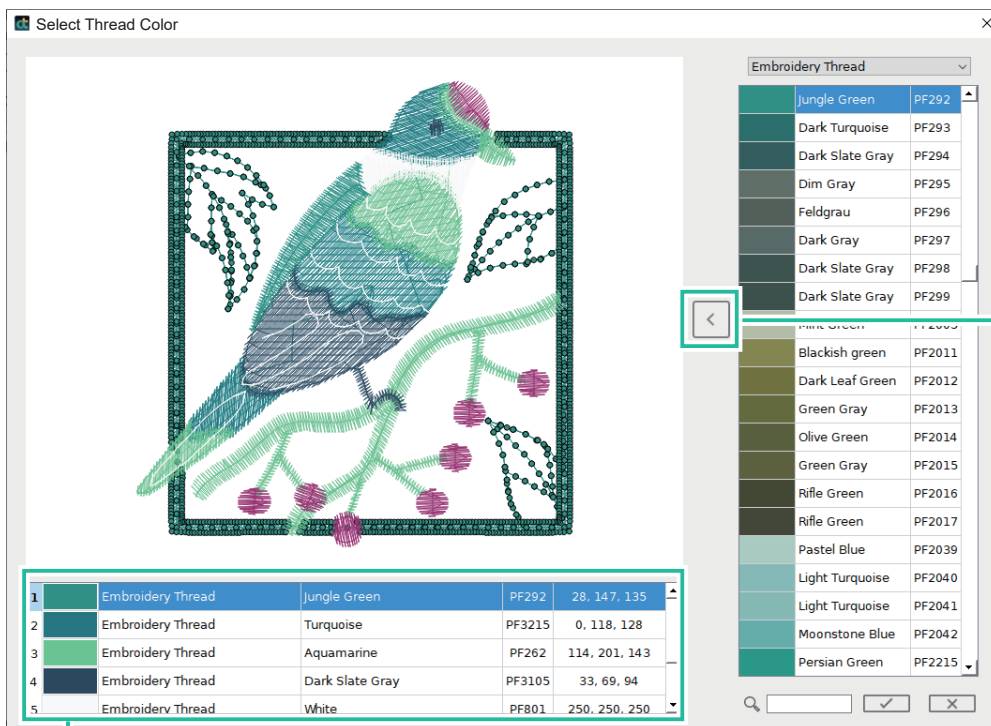 Select Thread Color
Embroidery Thread
Jungle Green PF292
Dark Turquoise PF293
Dark Slate Gray PF294
Dim Gray PF295
Feldgrau PF296
Dark Gray PF297
Dark Slate Gray PF298
Dark Slate Gray PF299
Mint Green PF2003
Blackish green PF2011
Dark Leaf Green PF2012
Green Gray PF2013
Olive Green PF2014
Green Gray PF2015
Rifle Green PF2016
Rifle Green PF2017
Pastel Blue PF2039
Light Turquoise PF2040
Light Turquoise PF2041
Moonstone Blue PF2042
Persian Green PF2215
1 Embroidery Thread Jungle Green PF292 28, 147, 135
2 Embroidery Thread Turquoise PF3215 0, 118, 128
3 Embroidery Thread Aquamarine PF262 114, 201, 143
4 Embroidery Thread Dark Slate Gray PF3105 33, 69, 94
5 Embroidery Thread White PF801 250, 250, 250